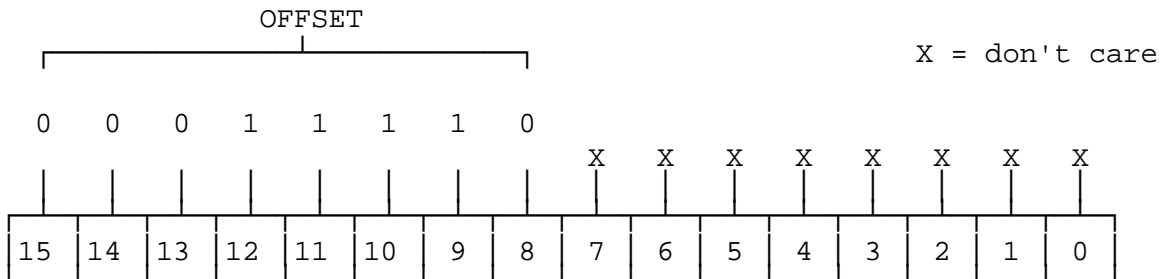 OFFSET
X = don't care
0 0 0 1 1 1 1 0
X X X X X X X X
15 14 13 12 11 10 9 8 7 6 5 4 3 2 1 0